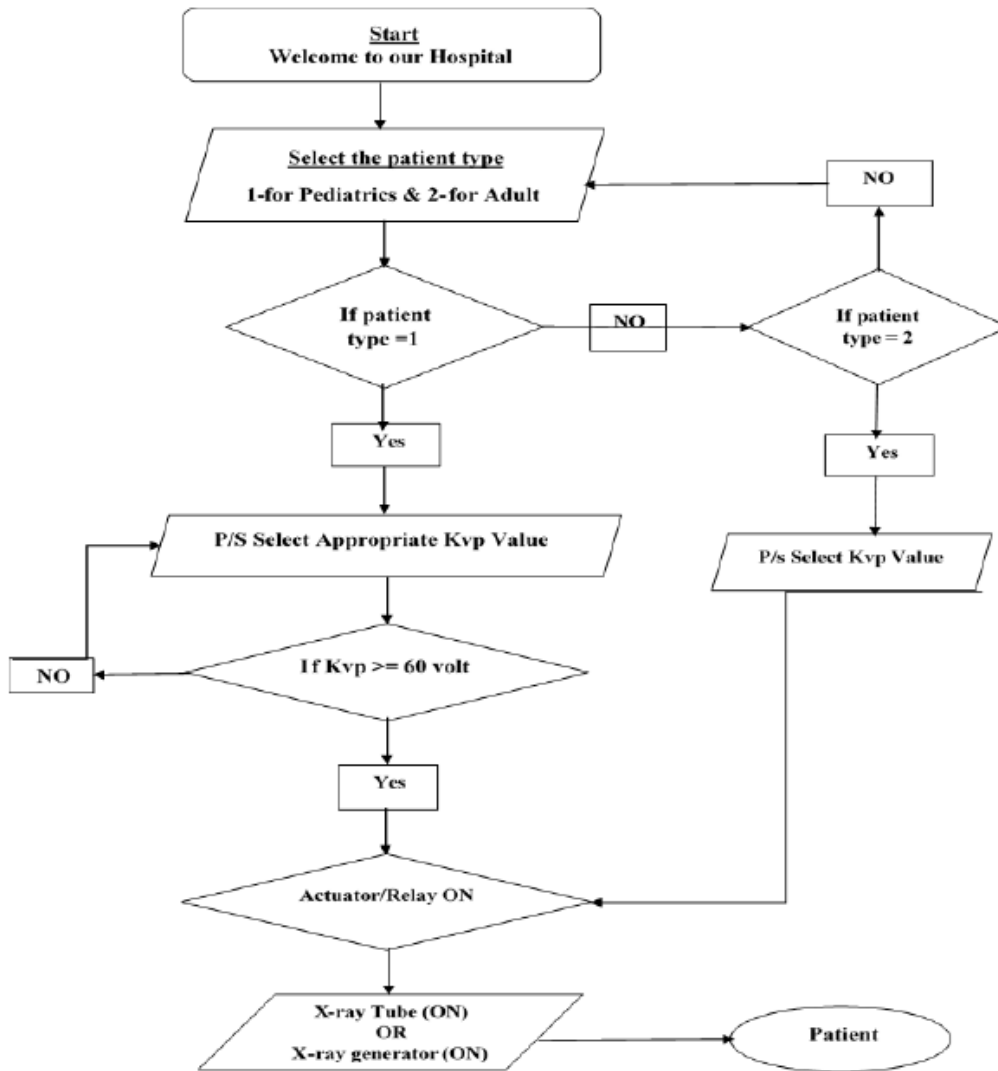 Start
Welcome to our Hospital
Select the patient type
1-for Pediatrics & 2-for Adult
NO
If patient
type =1
NO
If patient
type = 2
Yes
Yes
P/S Select Appropriate Kvp Value
P/s Select Kvp Value
If Kvp >= 60 volt
NO
Yes
Actuator/Relay ON
X-ray Tube (ON)
OR
X-ray generator (ON)
Patient